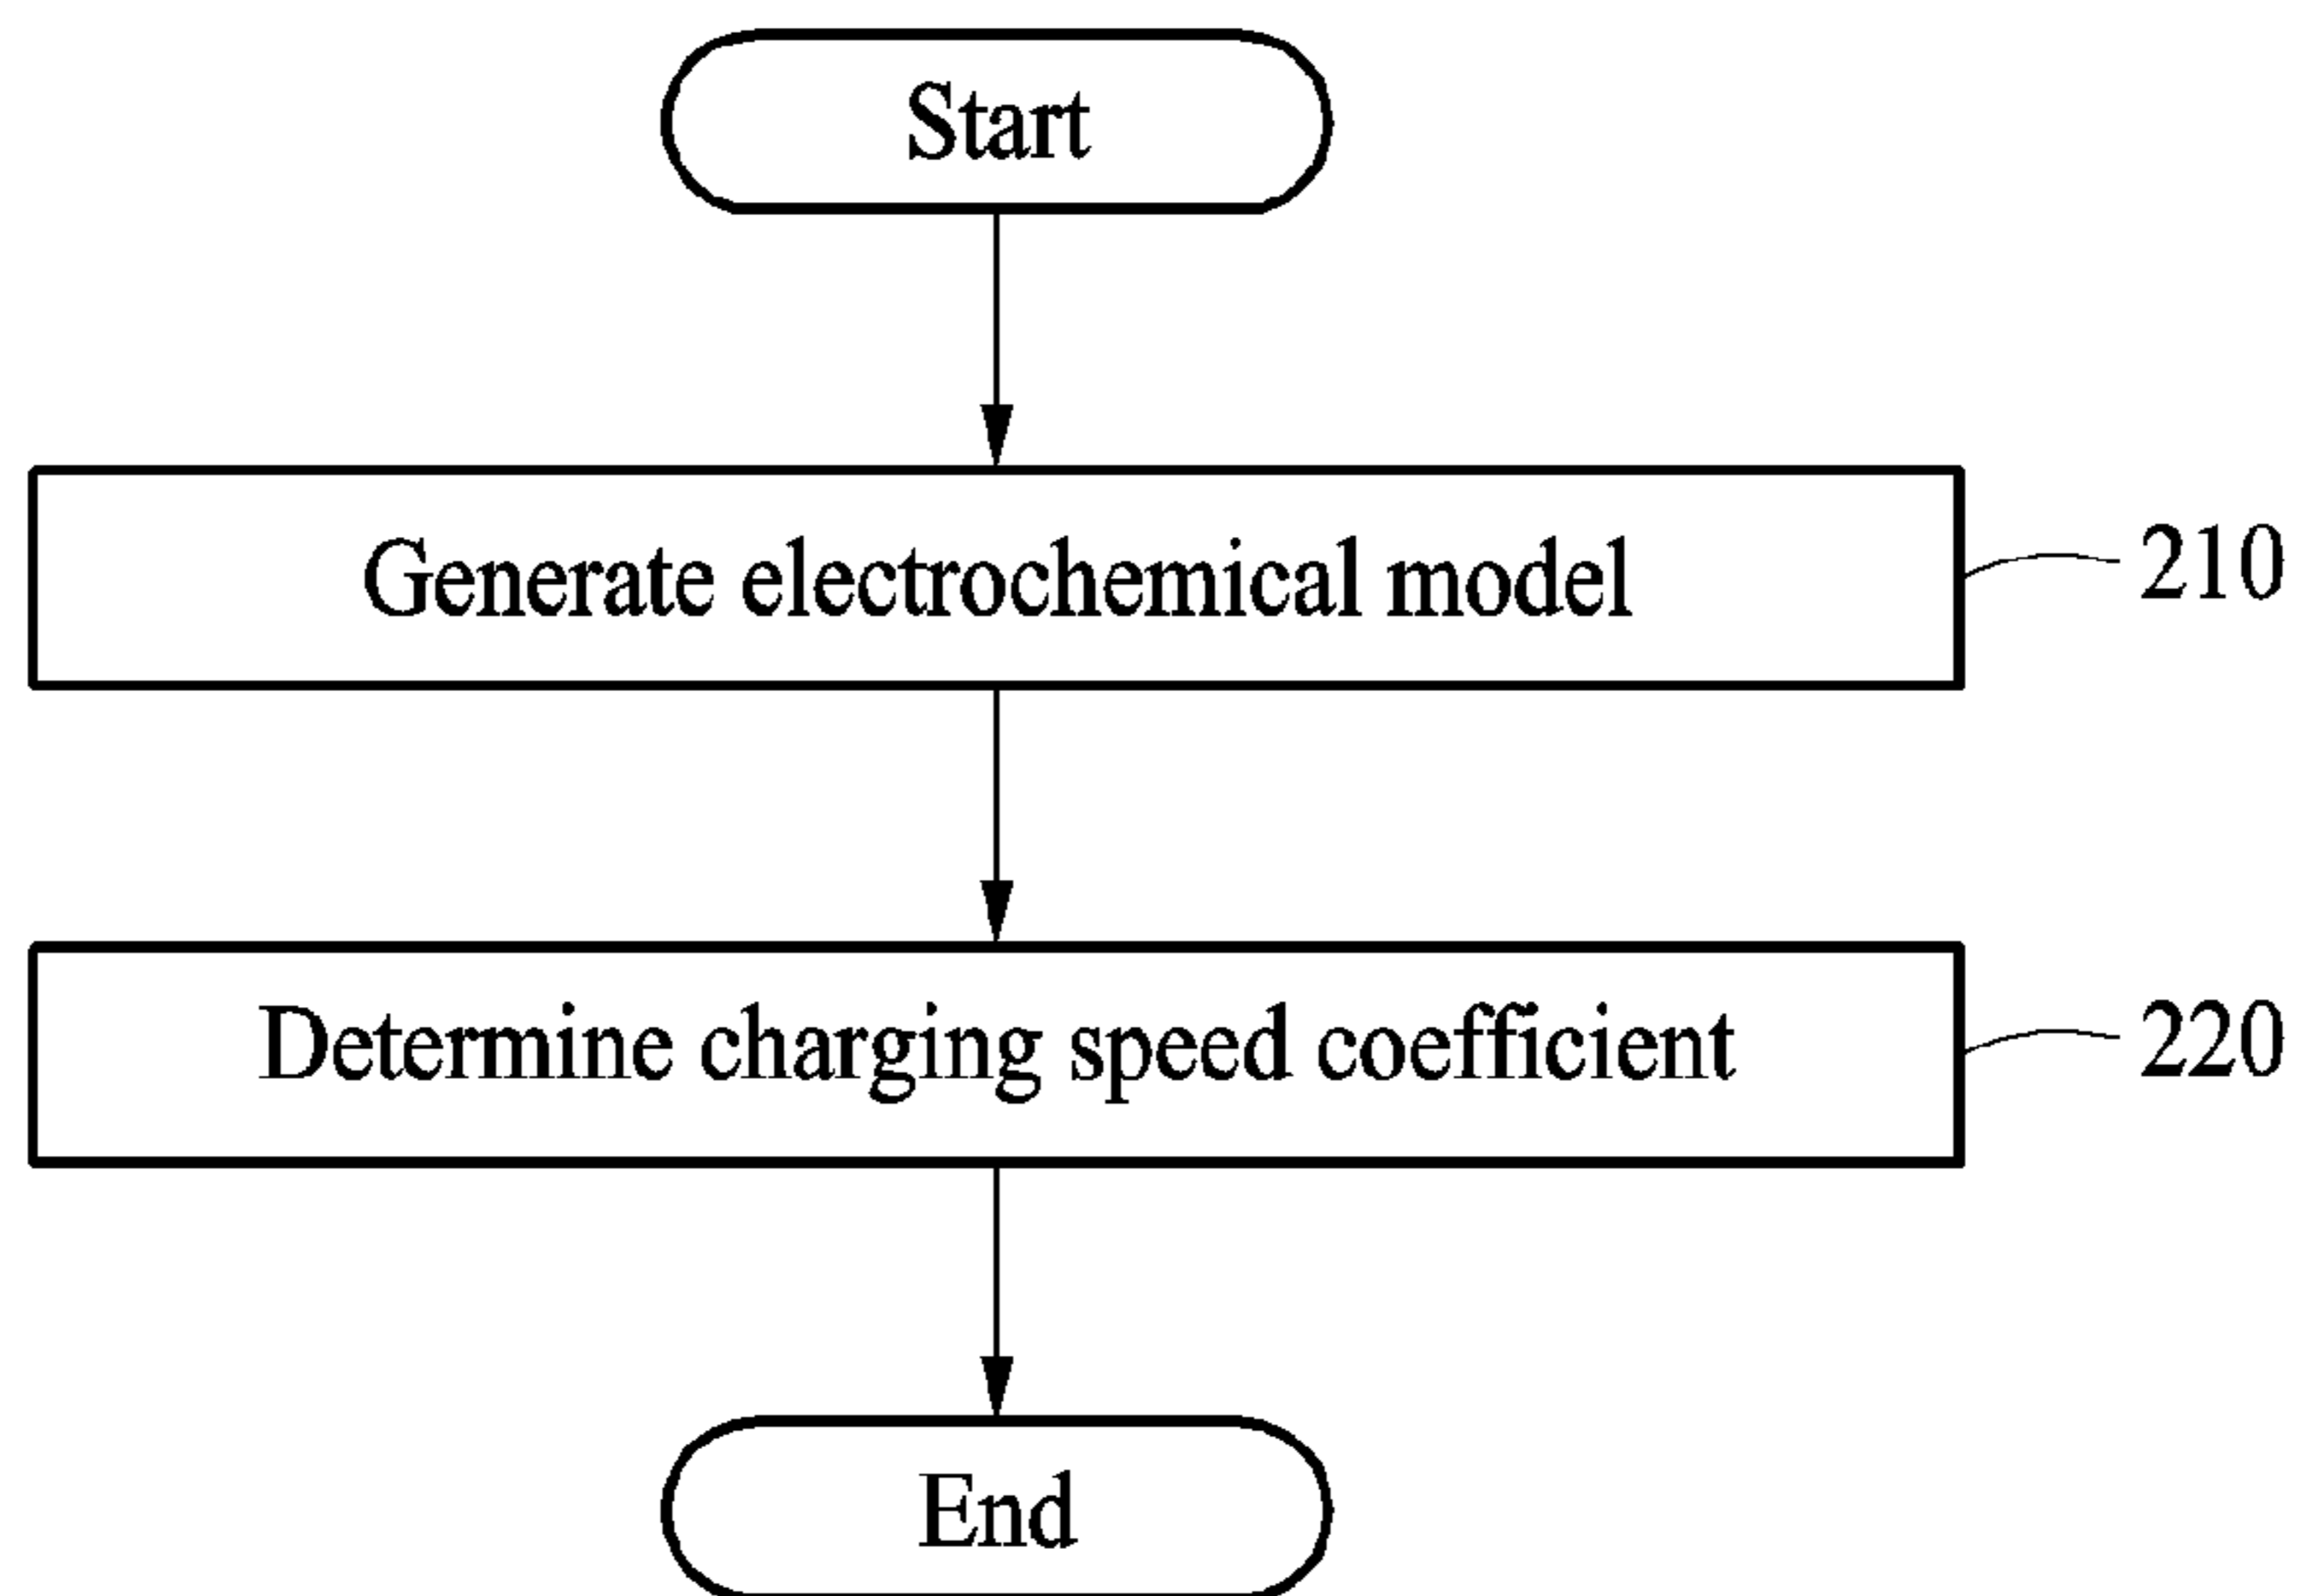 Start
Generate electrochemical model
210
Determine charging speed coefficient
220
End